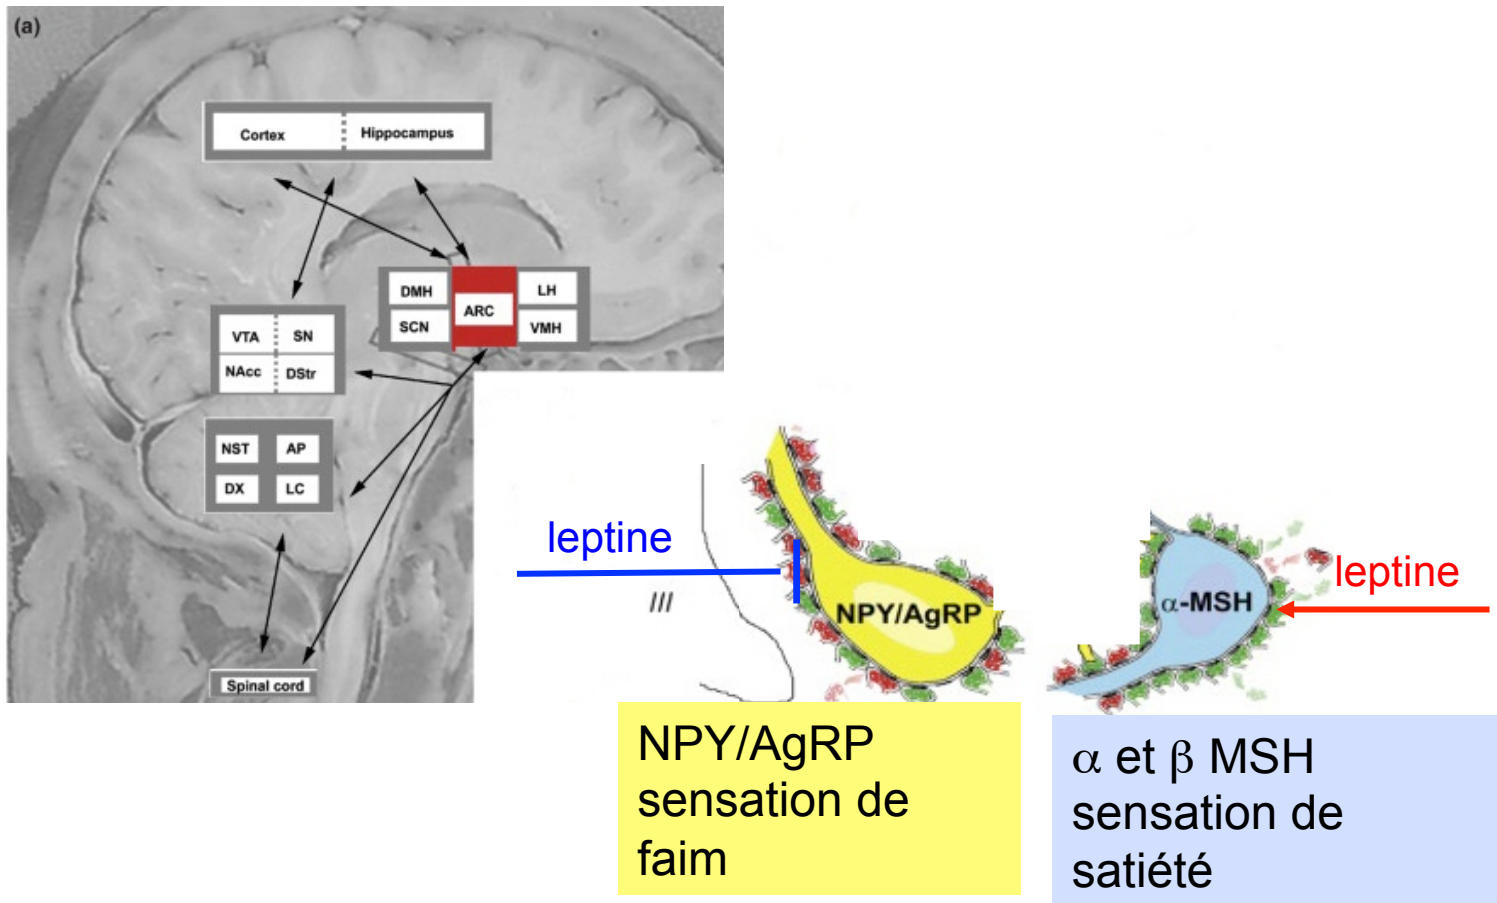 (a)
Cortex
Hippocampus
DMH
ARC
LH
SCN
VMH
VTA
SN
NAcc
DStr
NST
AP
DX
LC
Spinal cord
leptine
III
NPY/AgRP
α-MSH
leptine
NPY/AgRP
sensation de
faim
α et β MSH
sensation de
satiété